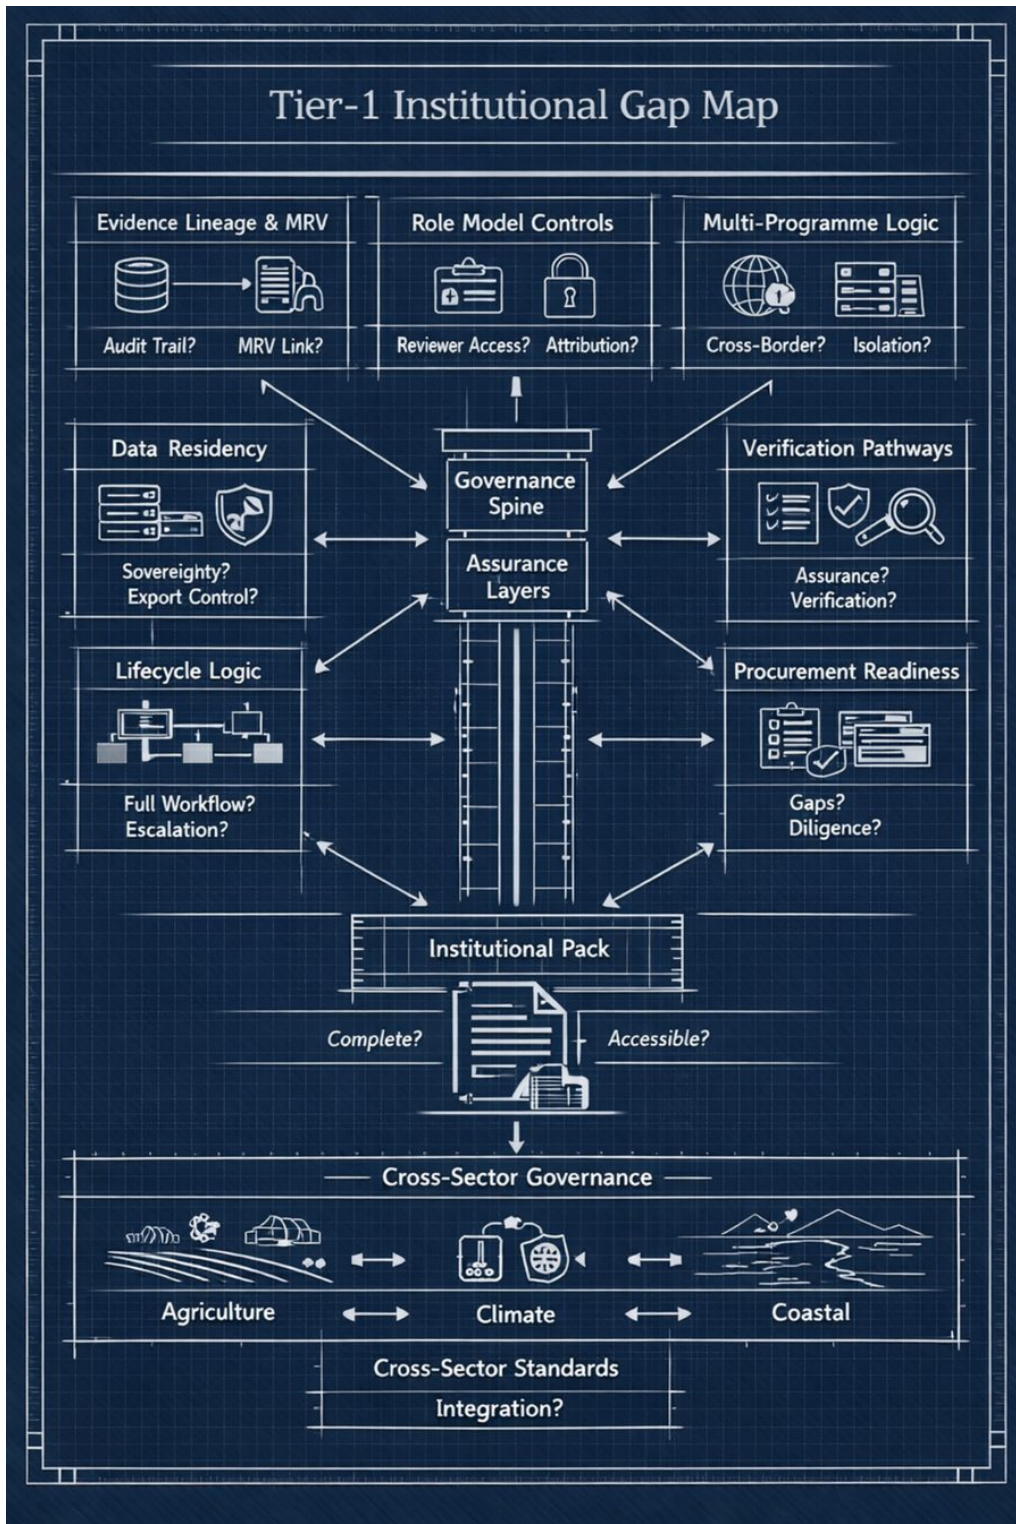 Tier-1 Institutional Gap Map
Evidence Lineage & MRV
Audit Trail? MRV Link?
Role Model Controls
Reviewer Access? Attribution?
Multi-Programme Logic
Cross-Border? Isolation?
Data Residency
Sovereighty?
Export Control?
Governance
Spine
Assurance
Layers
Verification Pathways
Assurance?
Verification?
Lifecycle Logic
Full Workflow?
Escalation?
Procurement Readiness
Gaps?
Diligence?
Institutional Pack
Complete?
Accessible?
Cross-Sector Governance
Agriculture
Climate
Coastal
Cross-Sector Standards
Integration?